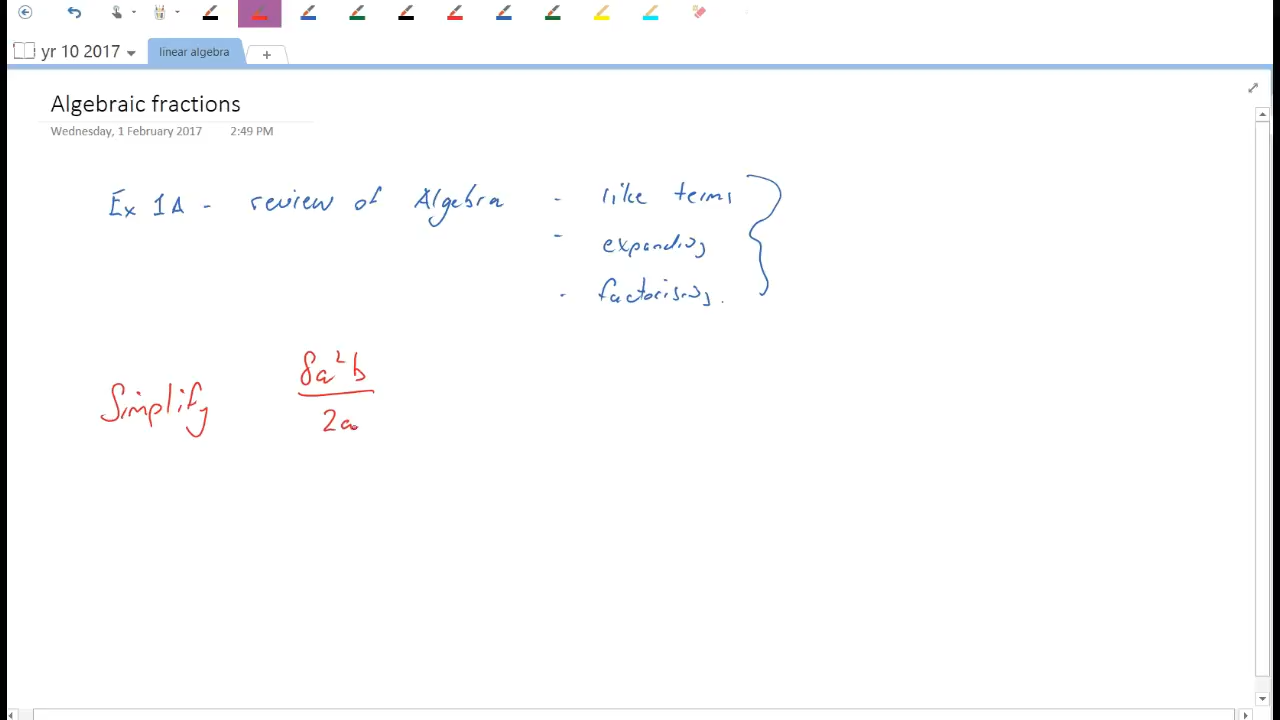 yr 10 2017 linear algebra +
Algebraic fractions
Wednesday, 1 February 2017 2:49 PM
Ex 1A - review of Algebra - like terms
- expanding
- factorising.
Simplify 8a²b / 2a